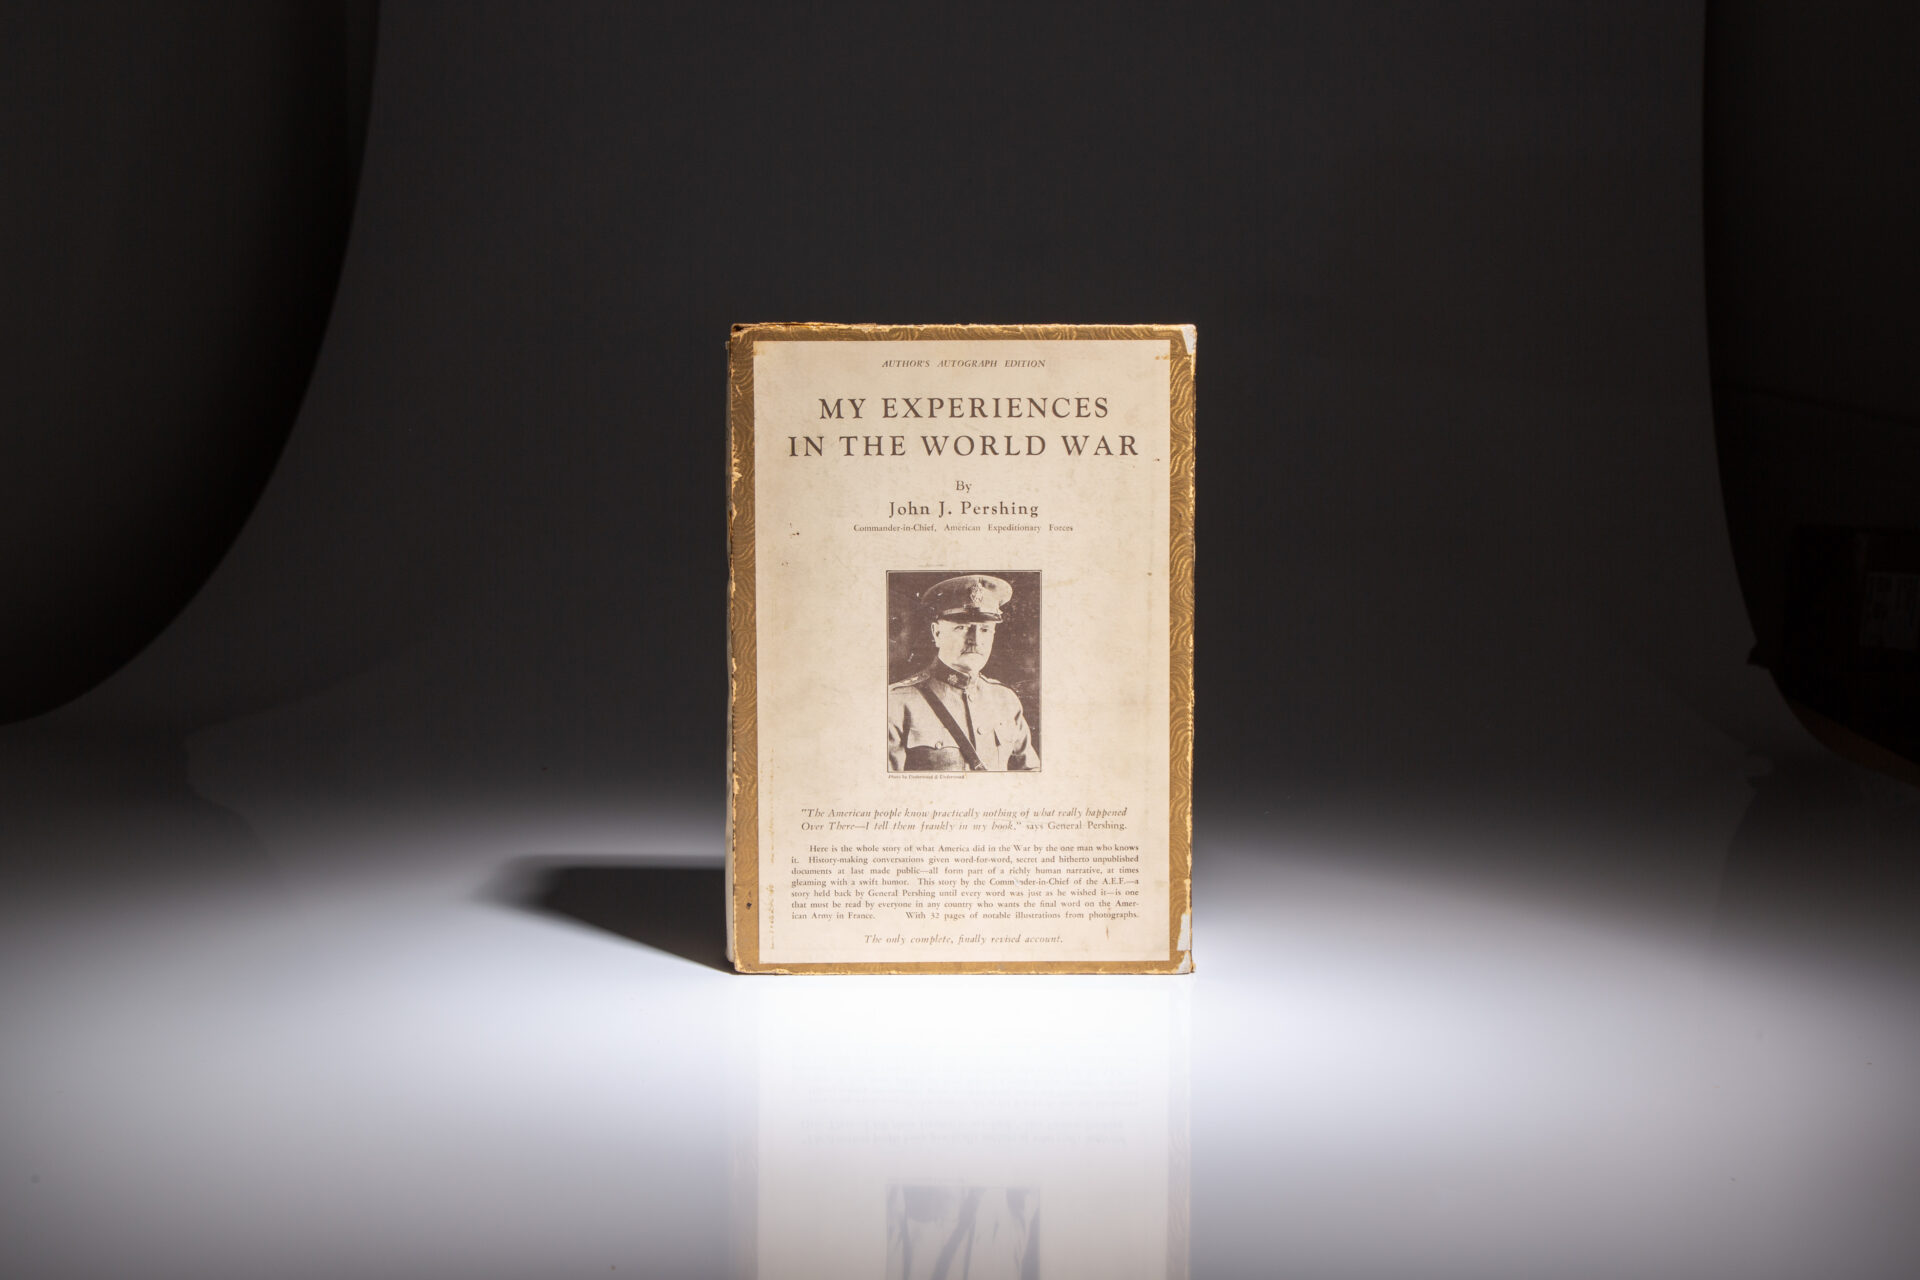 AUTHOR'S AUTOGRAPH EDITION
MY EXPERIENCES
IN THE WORLD WAR
By
John J. Pershing
Commander-in-Chief, American Expeditionary Forces
Photo by Underwood & Underwood
"The American people know practically nothing of what really happened
Over There—I tell them frankly in my book," says General Pershing.
Here is the whole story of what America did in the War by the one man who knows
it. History-making conversations given word-for-word, secret and hitherto unpublished
documents at last made public—all form part of a richly human narrative, at times
gleaming with a swift humor. This story by the Commander-in-Chief of the A.E.F.—a
story held back by General Pershing until every word was just as he wished it—is one
that must be read by everyone in any country who wants the final word on the Amer-
ican Army in France. With 32 pages of notable illustrations from photographs.
The only complete, finally revised account.